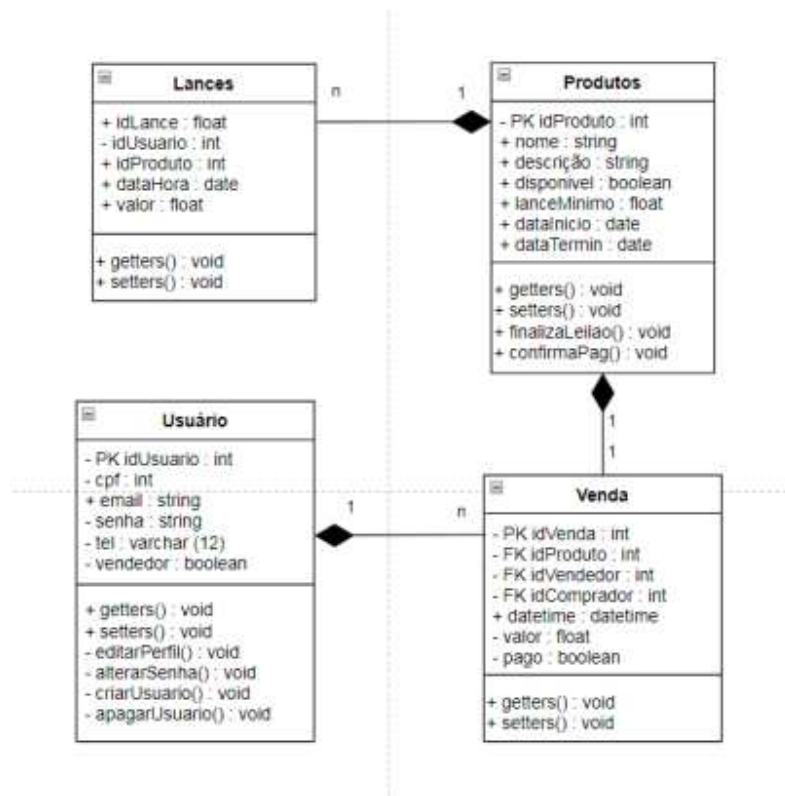 Lances
+ idLance : float
- idUsuario : int
+ idProduto : int
+ dataHora : date
+ valor : float
+ getters() : void
+ setters() : void
n
1
Produtos
- PK idProduto : int
+ nome : string
+ descrição : string
+ disponivel : boolean
+ lanceMinimo : float
+ dataInicio : date
+ dataTermin : date
+ getters() : void
+ setters() : void
+ finalizaLeilao() : void
+ confirmaPag() : void
1
1
Usuário
- PK idUsuario : int
- cpf : int
+ email : string
- senha : string
- tel : varchar (12)
- vendedor : boolean
+ getters() : void
+ setters() : void
- editarPerfil() : void
- alterarSenha() : void
- criarUsuario() : void
- apagarUsuario() : void
1
n
Venda
- PK idVenda : int
- FK idProduto : int
- FK idVendedor : int
- FK idComprador : int
+ datetime : datetime
- valor : float
- pago : boolean
+ getters() : void
+ setters() : void